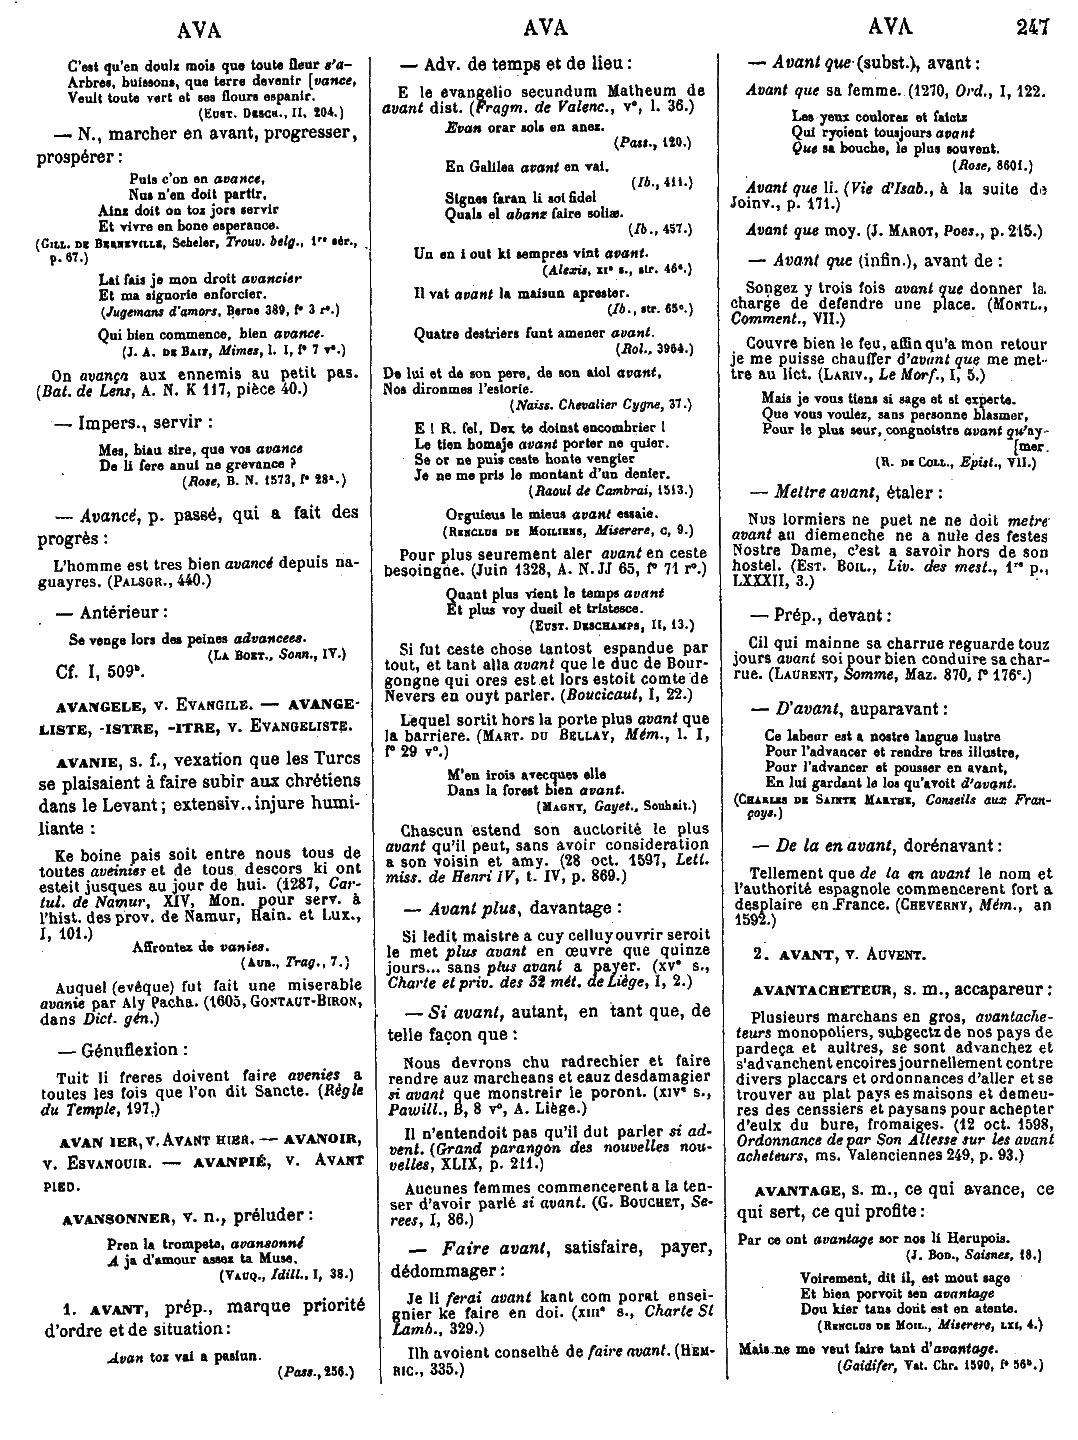 AVA
AVA
AVA
247
C'est qu'en doulz mois que toute fleur s'a-
Arbres, buissons, que terre devenir [vance,
Veult toute vert et ses flours espanir.
(EUST. DESCH., II, 204.)
— N., marcher en avant, progresser,
prospérer :
Puis c'on en avance,
Nus n'en doit partir,
Ainz doit on toz jors servir
Et vivre en bone esperance.
(GILL. DE BERNEVILLE, Scheler, Trouv. belg., 1re sér.,
p. 67.)
Lai fais je mon droit avancier
Et ma signorie enforcier.
(Jugemans d'amors, Berne 389, f° 3 r°.)
Qui bien commence, bien avance.
(J. A. DE BAIF, Mimes, l. I, f° 7 v°.)
On avança aux ennemis au petit pas.
(Bat. de Lens, A. N. K 117, pièce 40.)
— Impers., servir :
Mes, biau sire, que vos avance
De li fere anui ne grevance ?
(Rose, B. N. 1573, f° 28a.)
— Avancé, p. passé, qui a fait des
progrès :
L'homme est tres bien avancé depuis na-
guayres. (PALSGR., 440.)
— Antérieur :
Se venge lors des peines advancees.
(LA BOET., Sonn., IV.)
Cf. I, 509b.
AVANGELE, v. EVANGILE. — AVANGE-
LISTE, -ISTRE, -ITRE, v. EVANGELISTE.
AVANIE, s. f., vexation que les Turcs
se plaisaient à faire subir aux chrétiens
dans le Levant ; extensiv., injure humi-
liante :
Ke boine pais soit entre nous tous de
toutes aveinies et de tous descors ki ont
esteit jusques au jour de hui. (1287, Car-
tul. de Namur, XIV, Mon. pour serv. à
l'hist. des prov. de Namur, Hain. et Lux.,
I, 101.)
Affrontez de vanies.
(AUB., Trag., 7.)
Auquel (evêque) fut fait une miserable
avanie par Aly Pacha. (1605, GONTAUT-BIRON,
dans Dict. gén.)
— Génuflexion :
Tuit li freres doivent faire avenies a
toutes les fois que l'on dit Sancte. (Règle
du Temple, 197.)
AVAN IER, v. AVANT HIER. — AVANOIR,
v. ESVANOUIR. — AVANPIÉ, v. AVANT
PIED.
AVANSONNER, v. n., préluder :
Pren la trompete, avansonné
A ja d'amour assez ta Muse.
(VAUQ., Idill., I, 38.)
1. AVANT, prép., marque priorité
d'ordre et de situation :
Avan toz vai a pasiun.
(Pass., 256.)
— Adv. de temps et de lieu :
E le evangelio secundum Matheum de
avant dist. (Fragm. de Valenc., v°, l. 36.)
Evan orar sols en anez.
(Pass., 120.)
En Galilea avant en vai.
(Ib., 411.)
Signes faran li soi fidel
Quals el abanz faire soliæ.
(Ib., 457.)
Un en i out ki sempres vint avant.
(Alexis, XIe s., str. 46e.)
Il vat avant la maisun aprester.
(Ib., str. 65e.)
Quatre destriers funt amener avant.
(Rol., 3964.)
De lui et de son pere, de son aiol avant,
Nos dironmes l'estorie.
(Naiss. Chevalier Cygne, 37.)
E ! R. fel, Dex te doinst encombrier !
Le tien homaje avant porter ne quier.
Se or ne puis ceste honte vengier
Je ne me pris le montant d'un denier.
(Raoul de Cambrai, 1513.)
Orguieus le mieus avant essaie.
(RENCLUS DE MOILIENS, Miserere, C, 9.)
Pour plus seurement aler avant en ceste
besoingne. (Juin 1328, A. N. JJ 65, f° 71 r°.)
Quant plus vient le temps avant
Et plus voy dueil et tristesce.
(EUST. DESCHAMPS, II, 13.)
Si fut ceste chose tantost espandue par
tout, et tant alla avant que le duc de Bour-
gongne qui ores est et lors estoit comte de
Nevers en ouyt parler. (Boucicaut, I, 22.)
Lequel sortit hors la porte plus avant que
la barriere. (MART. DU BELLAY, Mém., l. I,
f° 29 v°.)
M'en irois avecques elle
Dans la forest bien avant.
(MAGNY, Gayet., Souhait.)
Chascun estend son auctorité le plus
avant qu'il peut, sans avoir consideration
a son voisin et amy. (28 oct. 1597, Lett.
miss. de Henri IV, t. IV, p. 869.)
— Avant plus, davantage :
Si ledit maistre a cuy celluy ouvrir seroit
le met plus avant en œuvre que quinze
jours... sans plus avant a payer. (XVe s.,
Charte et priv. des 32 mét. de Liège, I, 2.)
— Si avant, autant, en tant que, de
telle façon que :
Nous devrons chu radrechier et faire
rendre auz marcheans et eauz desdamagier
si avant que monstreir le poront. (XIVe s.,
Pawill., B, 8 v°, A. Liège.)
Il n'entendoit pas qu'il dut parler si ad-
vent. (Grand parangon des nouvelles nou-
velles, XLIX, p. 211.)
Aucunes femmes commencerent a la ten-
ser d'avoir parlé si avant. (G. BOUCHET, Se-
rees, I, 86.)
— Faire avant, satisfaire, payer,
dédommager :
Je li ferai avant kant com porat ensei-
gnier ke faire en doi. (XIIIe s., Charte St
Lamb., 329.)
Ilh avoient conselhé de faire avant. (HEM-
RIC., 335.)
— Avant que (subst.), avant :
Avant que sa femme. (1270, Ord., I, 122.
Les yeux coulorez et faictz
Qui ryoient tousjours avant
Que sa bouche, le plus souvent.
(Rose, 8601.)
Avant que li. (Vie d'Isab., à la suite de
Joinv., p. 171.)
Avant que moy. (J. MAROT, Poes., p. 215.)
— Avant que (infin.), avant de :
Songez y trois fois avant que donner la
charge de defendre une place. (MONTL.,
Comment., VII.)
Couvre bien le feu, affin qu'a mon retour
je me puisse chauffer d'avant que me met-
tre au lict. (LARIV., Le Morf., I, 5.)
Mais je vous tiens si sage et si experte.
Que vous voulez, sans personne blasmer,
Pour le plus seur, congnoistre avant qu'ay-
[mer.
(R. DE COLL., Epist., VII.)
— Mettre avant, étaler :
Nus lormiers ne puet ne ne doit metre
avant au diemenche ne a nule des festes
Nostre Dame, c'est a savoir hors de son
hostel. (EST. BOIL., Liv. des mest., 1re p.,
LXXXII, 3.)
— Prép., devant :
Cil qui mainne sa charrue reguarde touz
jours avant soi pour bien conduire sa char-
rue. (LAURENT, Somme, Maz. 870, f° 176c.)
— D'avant, auparavant :
Ce labeur est a nostre langue lustre
Pour l'advancer et rendre tres illustre,
Pour l'advancer et pousser en avant,
En lui gardant le los qu'avoit d'avant.
(CHARLES DE SAINTE MARTHE, Conseils aux Fran-
çoys.)
— De la en avant, dorénavant :
Tellement que de la en avant le nom et
l'authorité espagnole commencerent fort a
desplaire en France. (CHEVERNY, Mém., an
1592.)
2. AVANT, v. AUVENT.
AVANTACHETEUR, s. m., accapareur :
Plusieurs marchans en gros, avantache-
teurs monopoliers, subgectz de nos pays de
pardeça et aultres, se sont advanchez et
s'advanchent encoires journellement contre
divers placcars et ordonnances d'aller et se
trouver au plat pays es maisons et demeu-
res des censsiers et paysans pour achepter
d'eulx du bure, fromaiges. (12 oct. 1598,
Ordonnance de par Son Altesse sur les avant
acheteurs, ms. Valenciennes 249, p. 93.)
AVANTAGE, s. m., ce qui avance, ce
qui sert, ce qui profite :
Par ce ont avantage sor nos li Herupois.
(J. BOD., Saisnes, 18.)
Voirement, dit il, est mout sage
Et bien porvoit sen avantage
Dou kier tans dont est en atente.
(RENCLUS DE MOIL., Miserere, LXI, 4.)
Mais ne me veut faire tant d'avantage.
(Gaidifer, Vat. Chr. 1590, f° 56b.)